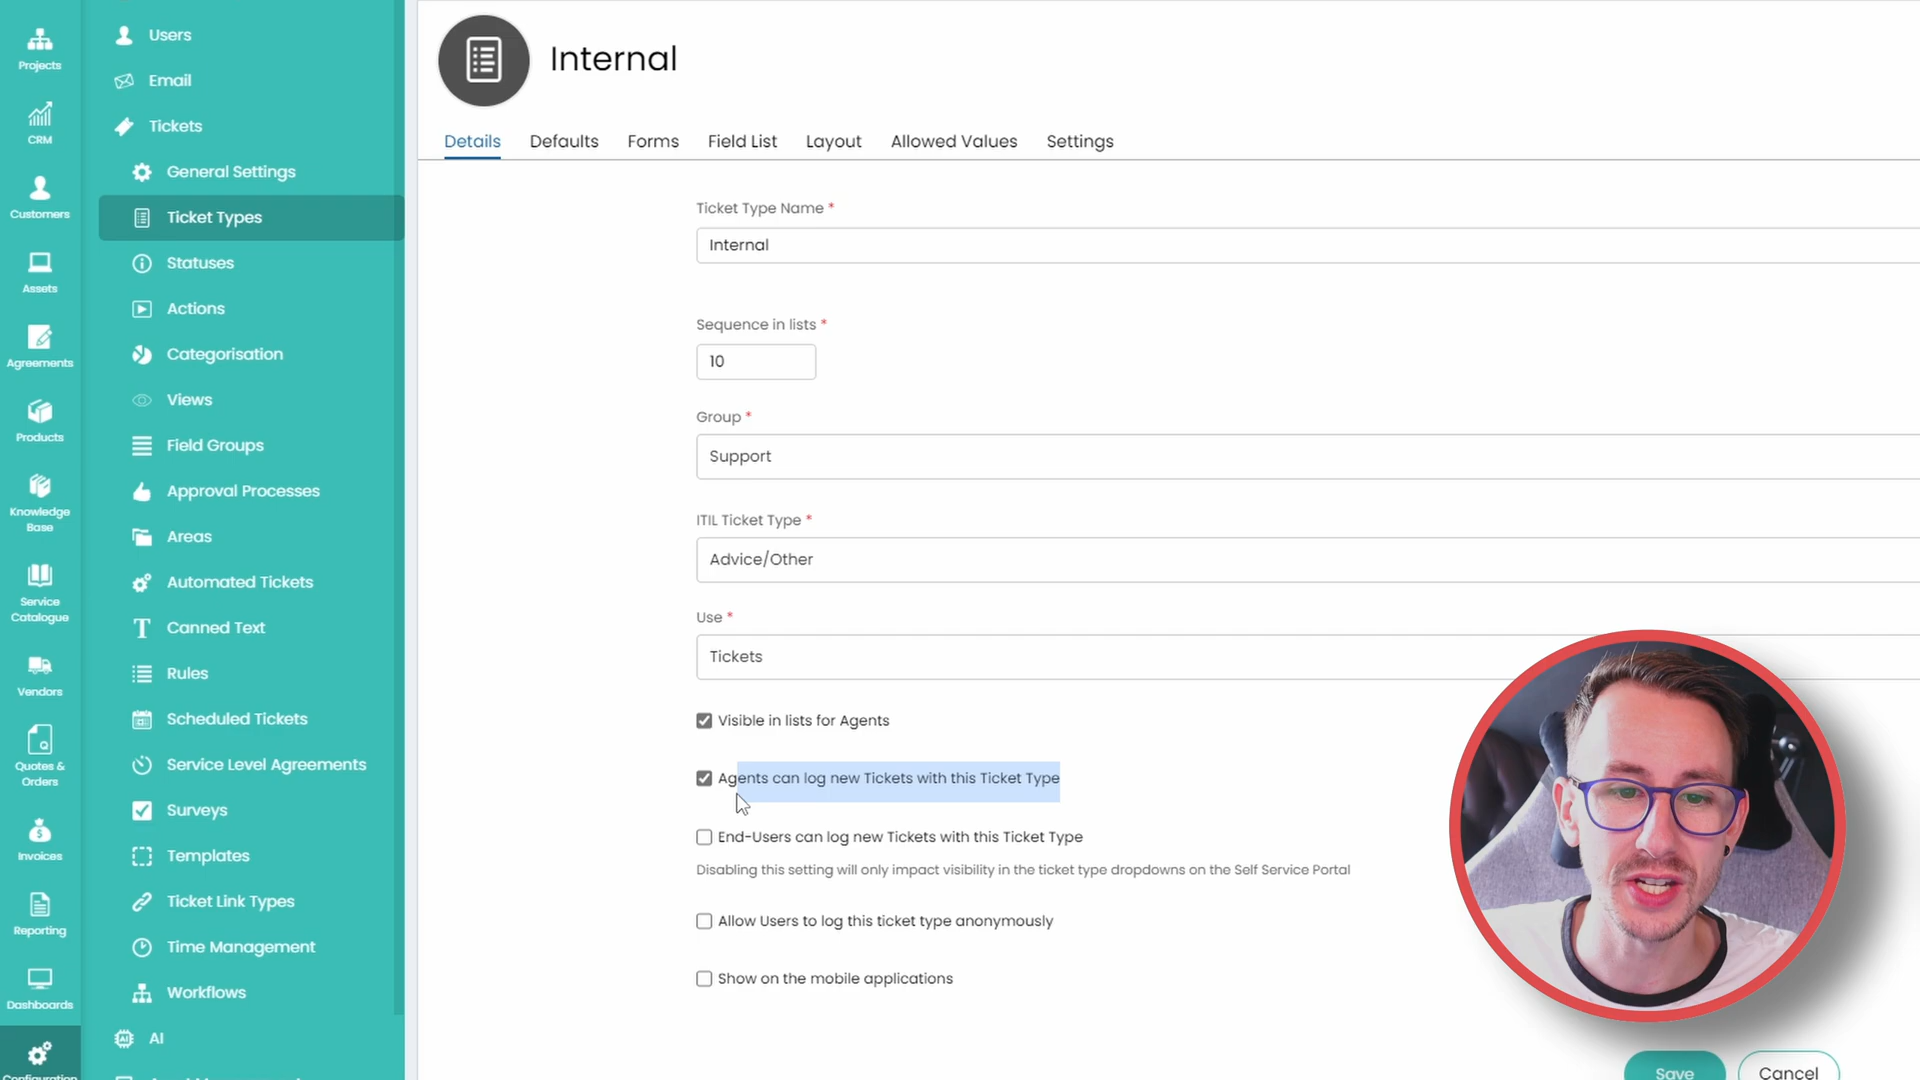 Projects
CRM
Customers
Assets
Agreements
Products
Knowledge
Base
Service
Catalogue
Vendors
Quotes &
Orders
Invoices
Reporting
Dashboards
Configuration
Users
Email
Tickets
General Settings
Ticket Types
Statuses
Actions
Categorisation
Views
Field Groups
Approval Processes
Areas
Automated Tickets
Canned Text
Rules
Scheduled Tickets
Service Level Agreements
Surveys
Templates
Ticket Link Types
Time Management
Workflows
AI
Internal
Details Defaults Forms Field List Layout Allowed Values Settings
Ticket Type Name *
Internal
Sequence in lists *
10
Group *
Support
ITIL Ticket Type *
Advice/Other
Use *
Tickets
Visible in lists for Agents
Agents can log new Tickets with this Ticket Type
End-Users can log new Tickets with this Ticket Type
Disabling this setting will only impact visibility in the ticket type dropdowns on the Self Service Portal
Allow Users to log this ticket type anonymously
Show on the mobile applications
Save Cancel